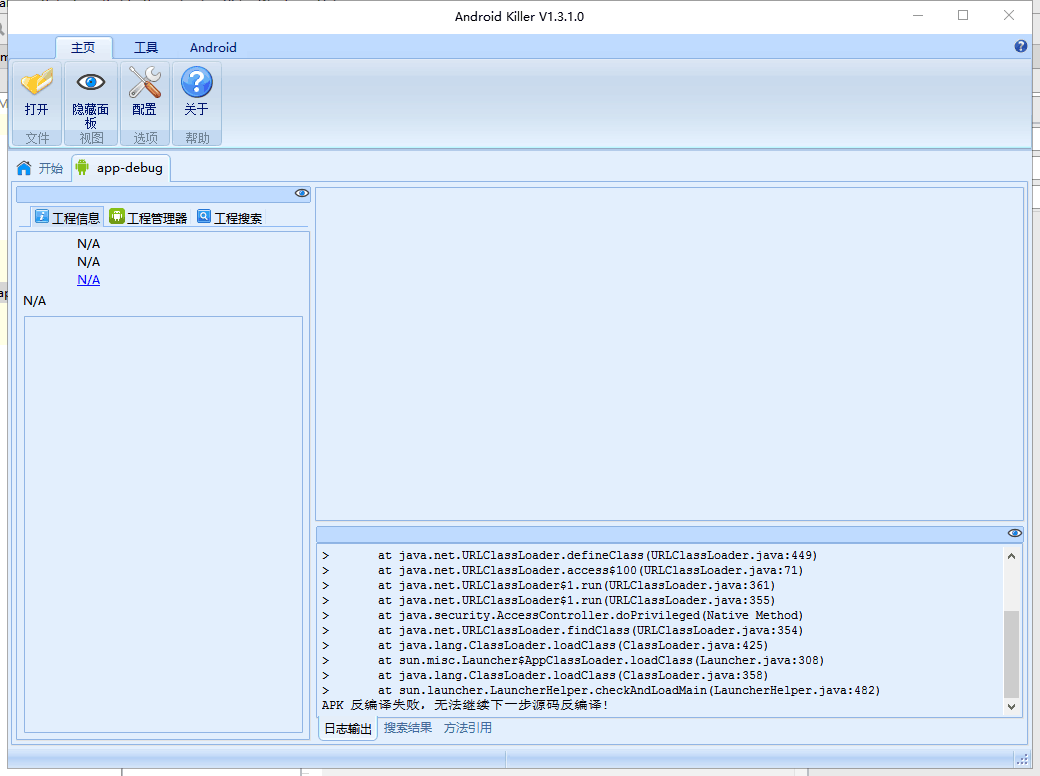 Android Killer V1.3.1.0
主页 工具 Android
打开 隐藏面板 配置 关于
文件 视图 选项 帮助
开始 app-debug
工程信息 工程管理器 工程搜索
N/A
N/A
N/A
N/A
> at java.net.URLClassLoader.defineClass(URLClassLoader.java:449)
> at java.net.URLClassLoader.access$100(URLClassLoader.java:71)
> at java.net.URLClassLoader$1.run(URLClassLoader.java:361)
> at java.net.URLClassLoader$1.run(URLClassLoader.java:355)
> at java.security.AccessController.doPrivileged(Native Method)
> at java.net.URLClassLoader.findClass(URLClassLoader.java:354)
> at java.lang.ClassLoader.loadClass(ClassLoader.java:425)
> at sun.misc.Launcher$AppClassLoader.loadClass(Launcher.java:308)
> at java.lang.ClassLoader.loadClass(ClassLoader.java:358)
> at sun.launcher.LauncherHelper.checkAndLoadMain(LauncherHelper.java:482)
APK 反编译失败，无法继续下一步源码反编译!
日志输出 搜索结果 方法引用